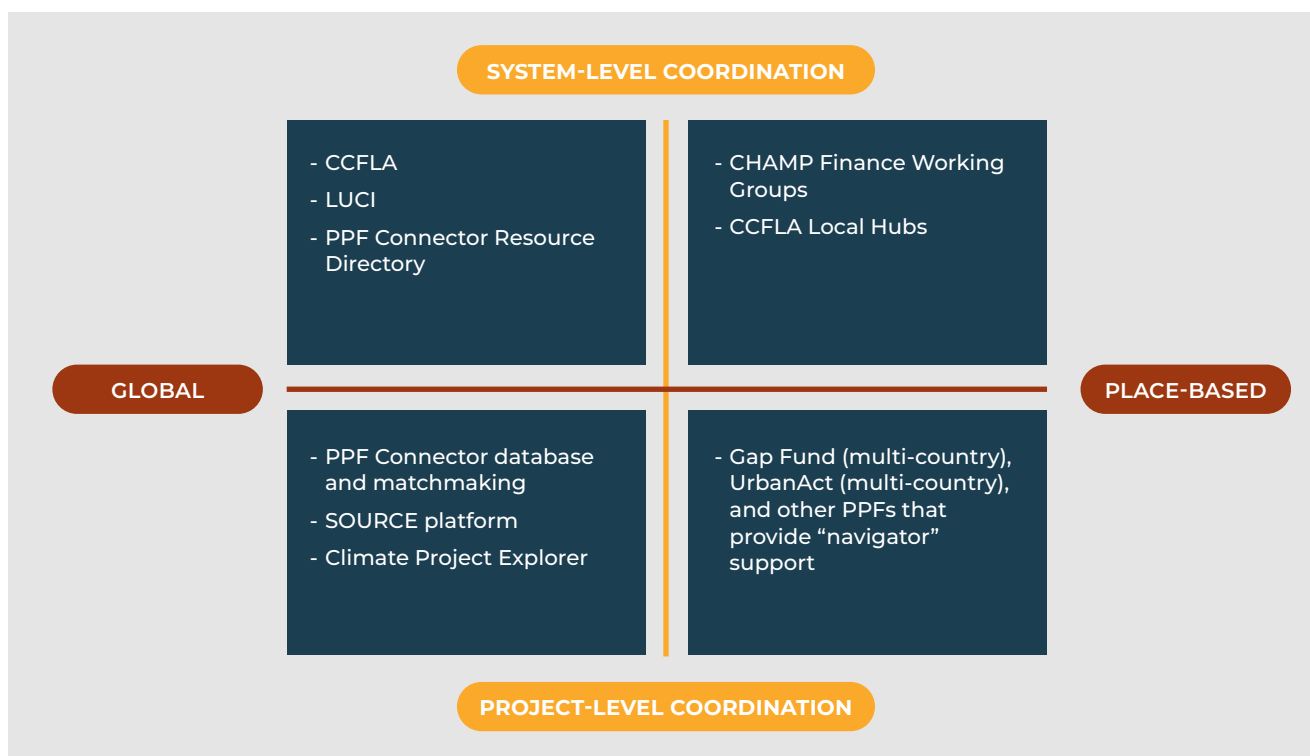 SYSTEM-LEVEL COORDINATION
- CCFLA
- LUCI
- PPF Connector Resource
Directory
- CHAMP Finance Working
Groups
- CCFLA Local Hubs
GLOBAL
PLACE-BASED
- PPF Connector database
and matchmaking
- SOURCE platform
- Climate Project Explorer
- Gap Fund (multi-country),
UrbanAct (multi-country),
and other PPFs that
provide “navigator”
support
PROJECT-LEVEL COORDINATION